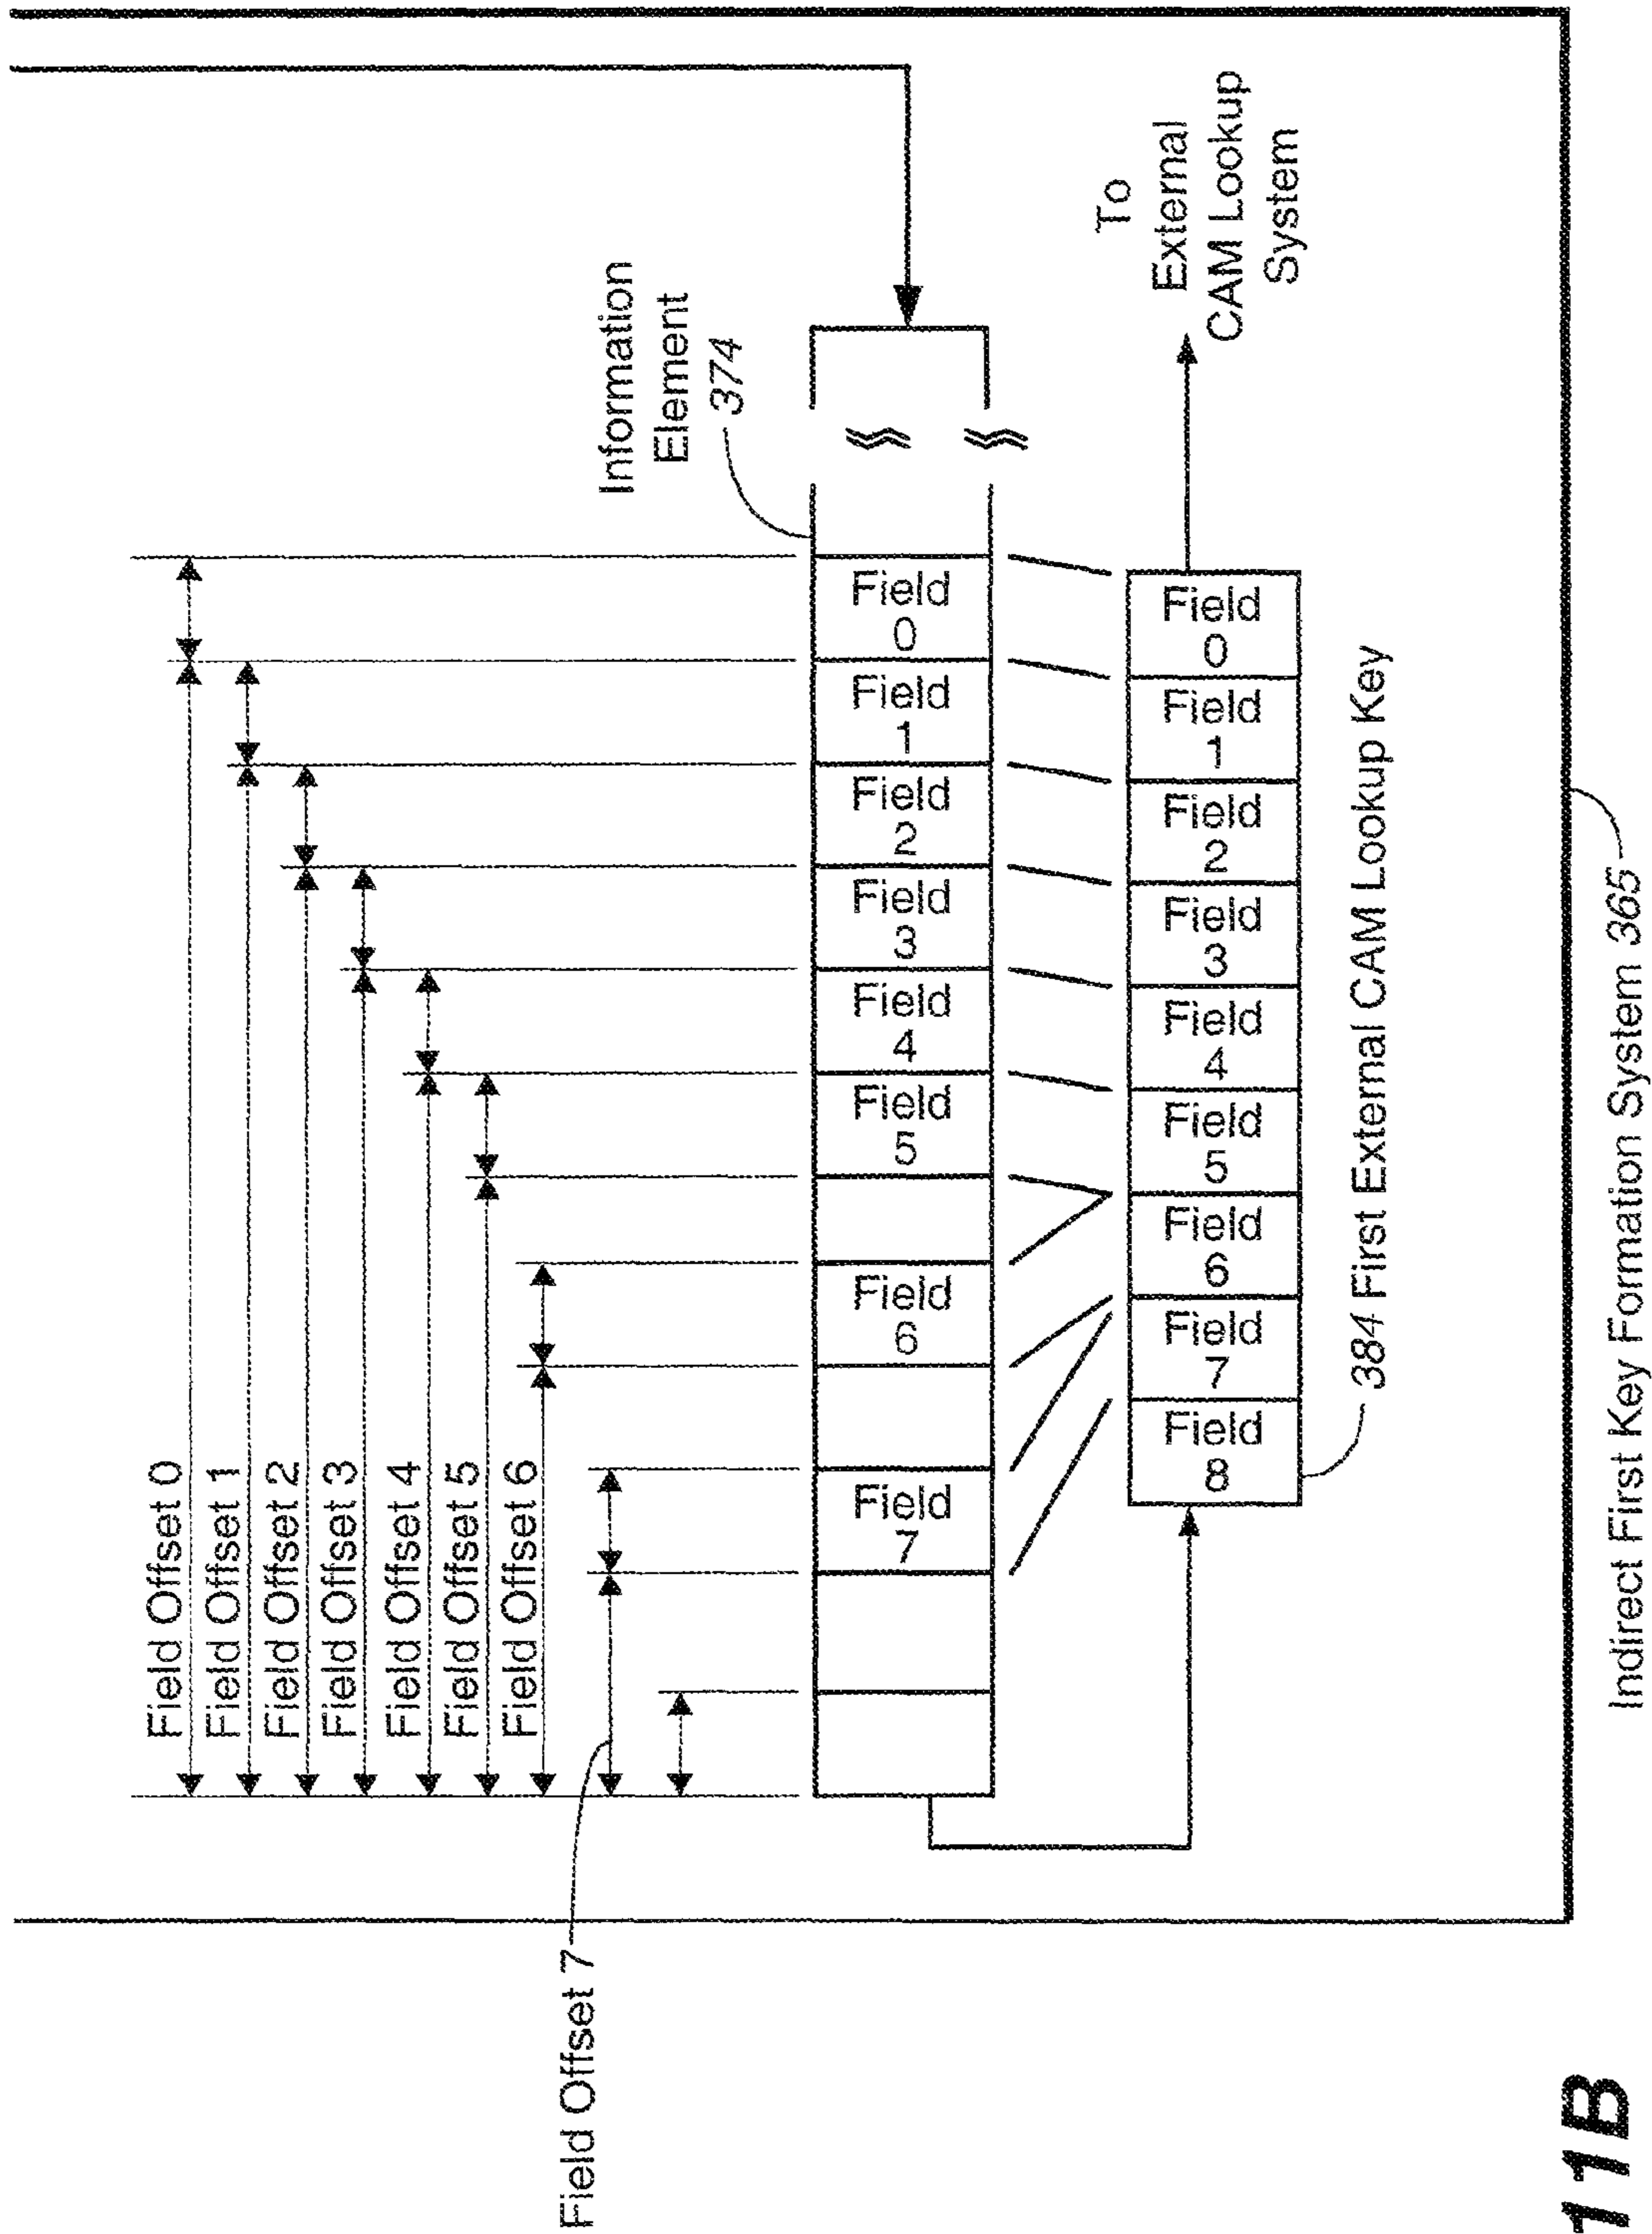 Field Offset 0
Field Offset 1
Field Offset 2
Field Offset 3
Field Offset 4
Field Offset 5
Field Offset 6
Field Offset 7
Information
Element
374
Field
7
Field
6
Field
5
Field
4
Field
3
Field
2
Field
1
Field
0
Field
8
Field
7
Field
6
Field
5
Field
4
Field
3
Field
2
Field
1
Field
0
To
External
CAM Lookup
System
384 First External CAM Lookup Key
Indirect First Key Formation System 365
11B